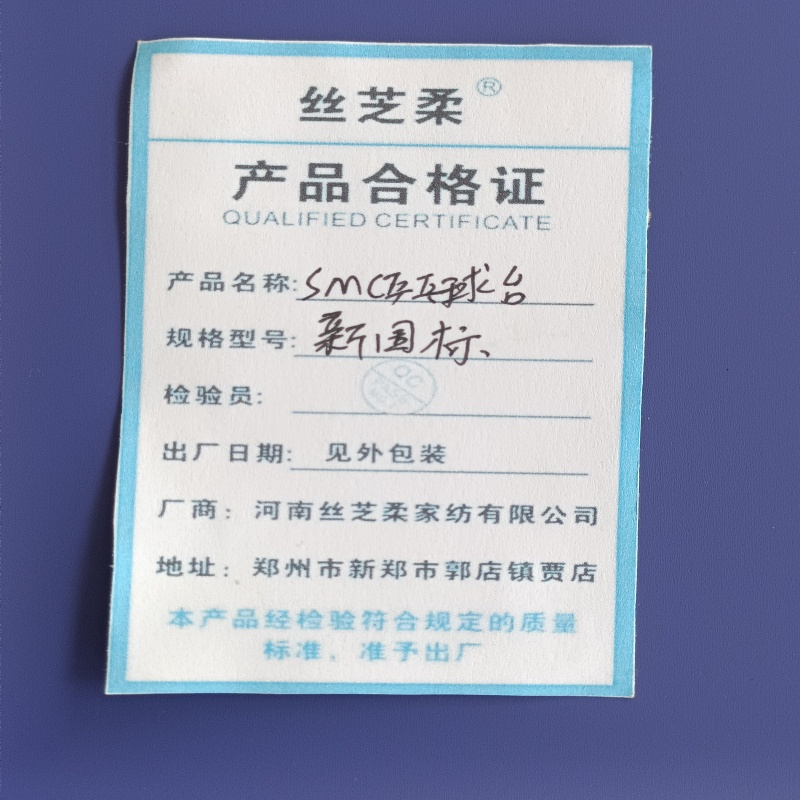 丝芝柔®
产品合格证
QUALIFIED CERTIFICATE
产品名称:SMC乒乓球台
规格型号:新国标、
检验员:
QC
出厂日期: 见外包装
厂商: 河南丝芝柔家纺有限公司
地址: 郑州市新郑市郭店镇贾店
本产品经检验符合规定的质量
标准，准予出厂